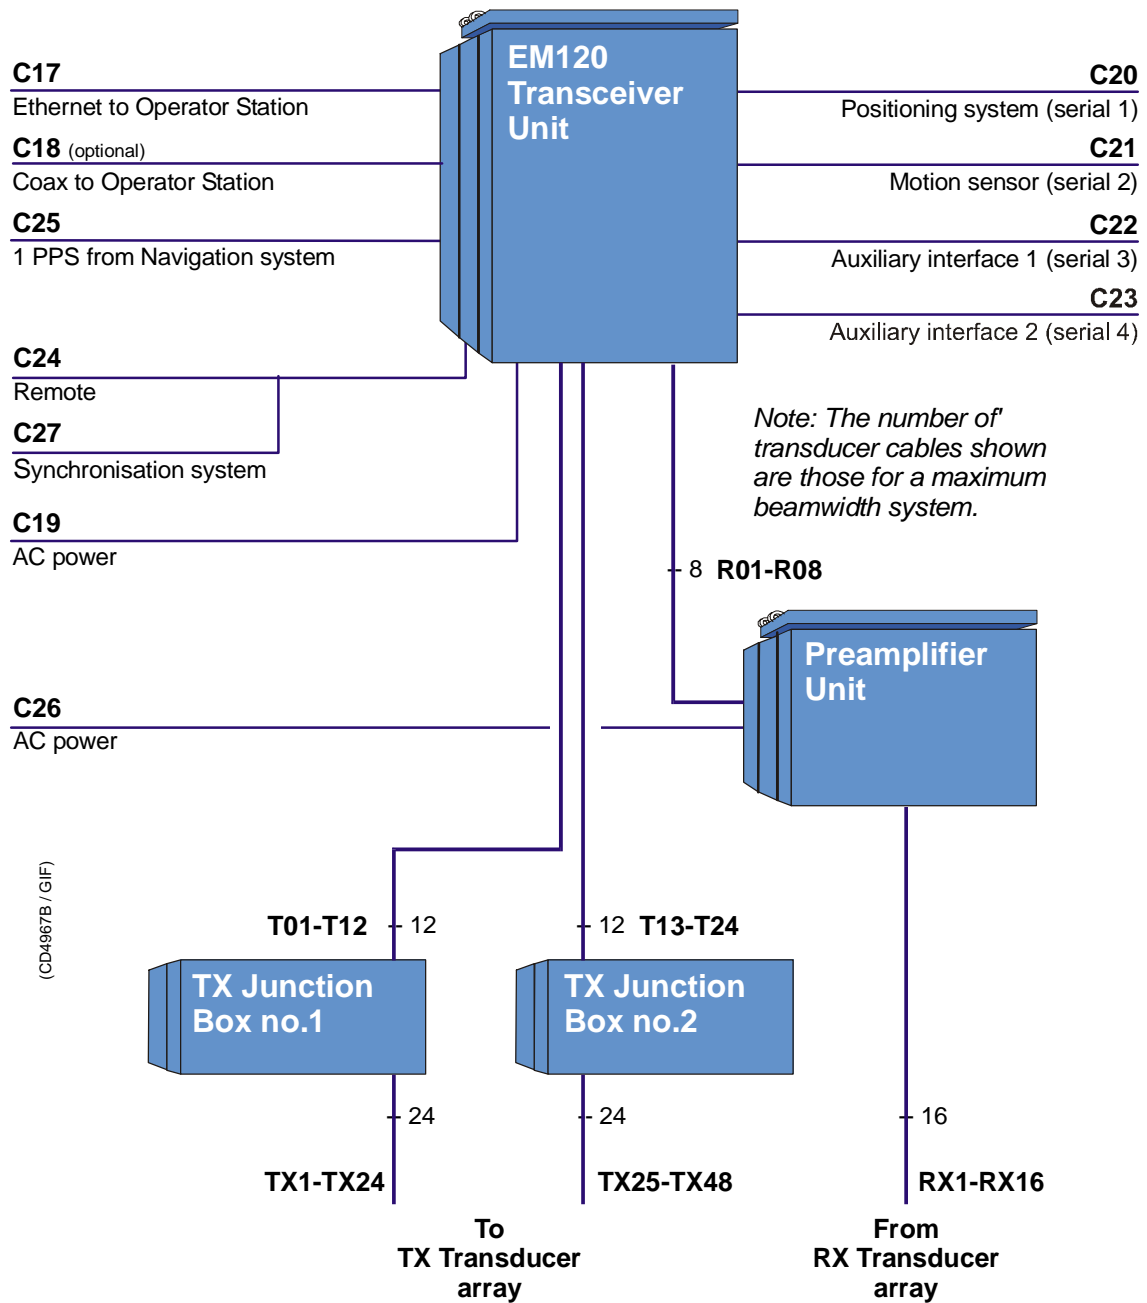 EM120
Transceiver
Unit
C17
Ethernet to Operator Station
C18 (optional)
Coax to Operator Station
C25
1 PPS from Navigation system
C24
Remote
C27
Synchronisation system
C19
AC power
C26
AC power
C20
Positioning system (serial 1)
C21
Motion sensor (serial 2)
C22
Auxiliary interface 1 (serial 3)
C23
Auxiliary interface 2 (serial 4)
Note: The number of'
transducer cables shown
are those for a maximum
beamwidth system.
8 R01-R08
Preamplifier
Unit
(CD4967B / GIF)
T01-T12 12
12 T13-T24
TX Junction
Box no.1
TX Junction
Box no.2
24
24
16
TX1-TX24
TX25-TX48
RX1-RX16
To
TX Transducer
array
From
RX Transducer
array